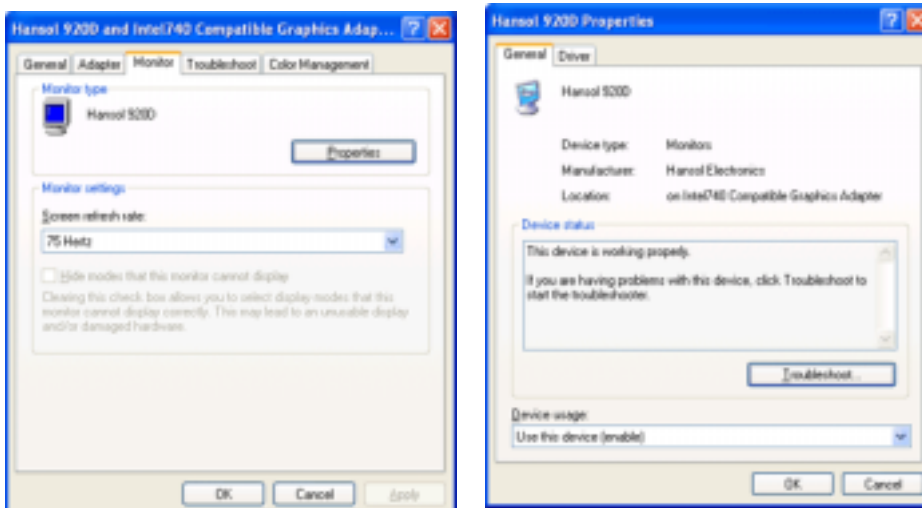 Hansol 920D and Intel740 Compatible Graphics Adap...
General Adapter Monitor Troubleshoot Color Management
Monitor type
Hansol 920D
Properties
Monitor settings
Screen refresh rate:
75 Hertz
Hide modes that this monitor cannot display
Clearing this check box allows you to select display modes that this
monitor cannot display correctly. This may lead to an unusable display
and/or damaged hardware.
OK Cancel Apply
Hansol 920D Properties
General Driver
Hansol 920D
Device type: Monitors
Manufacturer: Hansol Electronics
Location: on Intel740 Compatible Graphics Adapter
Device status
This device is working properly.
If you are having problems with this device, click Troubleshoot to
start the troubleshooter.
Troubleshoot...
Device usage:
Use this device (enable)
OK Cancel